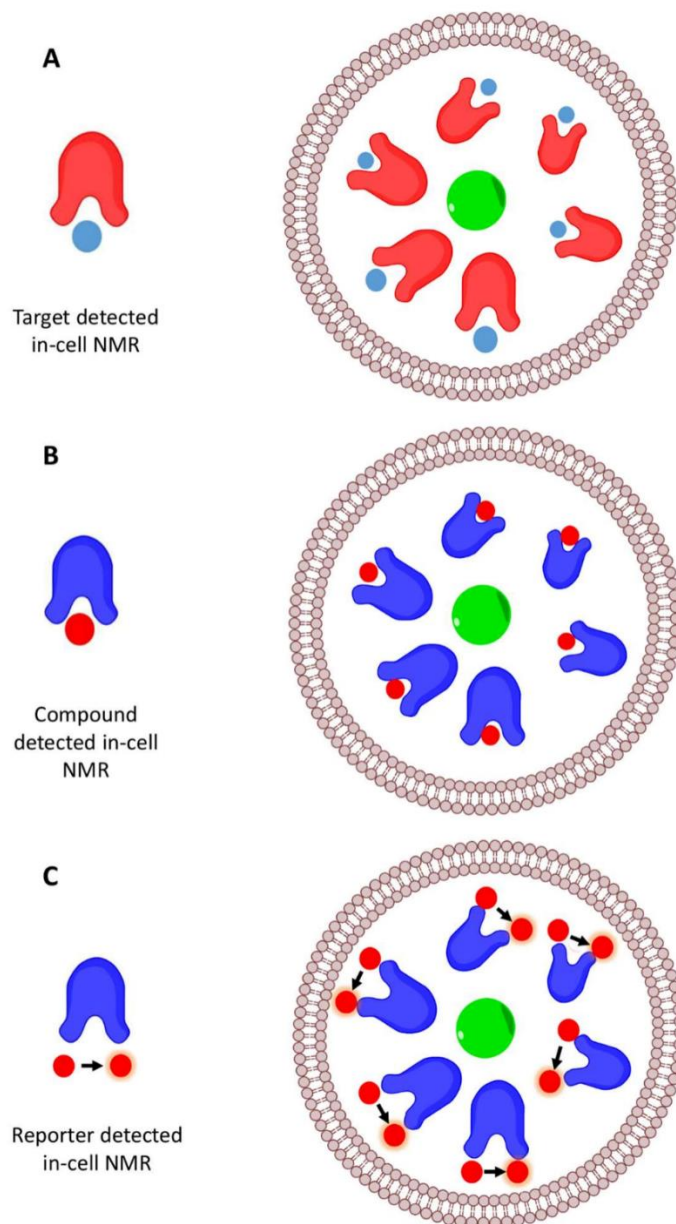 A
Target detected
in-cell NMR
B
Compound
detected in-cell
NMR
C
Reporter detected
in-cell NMR